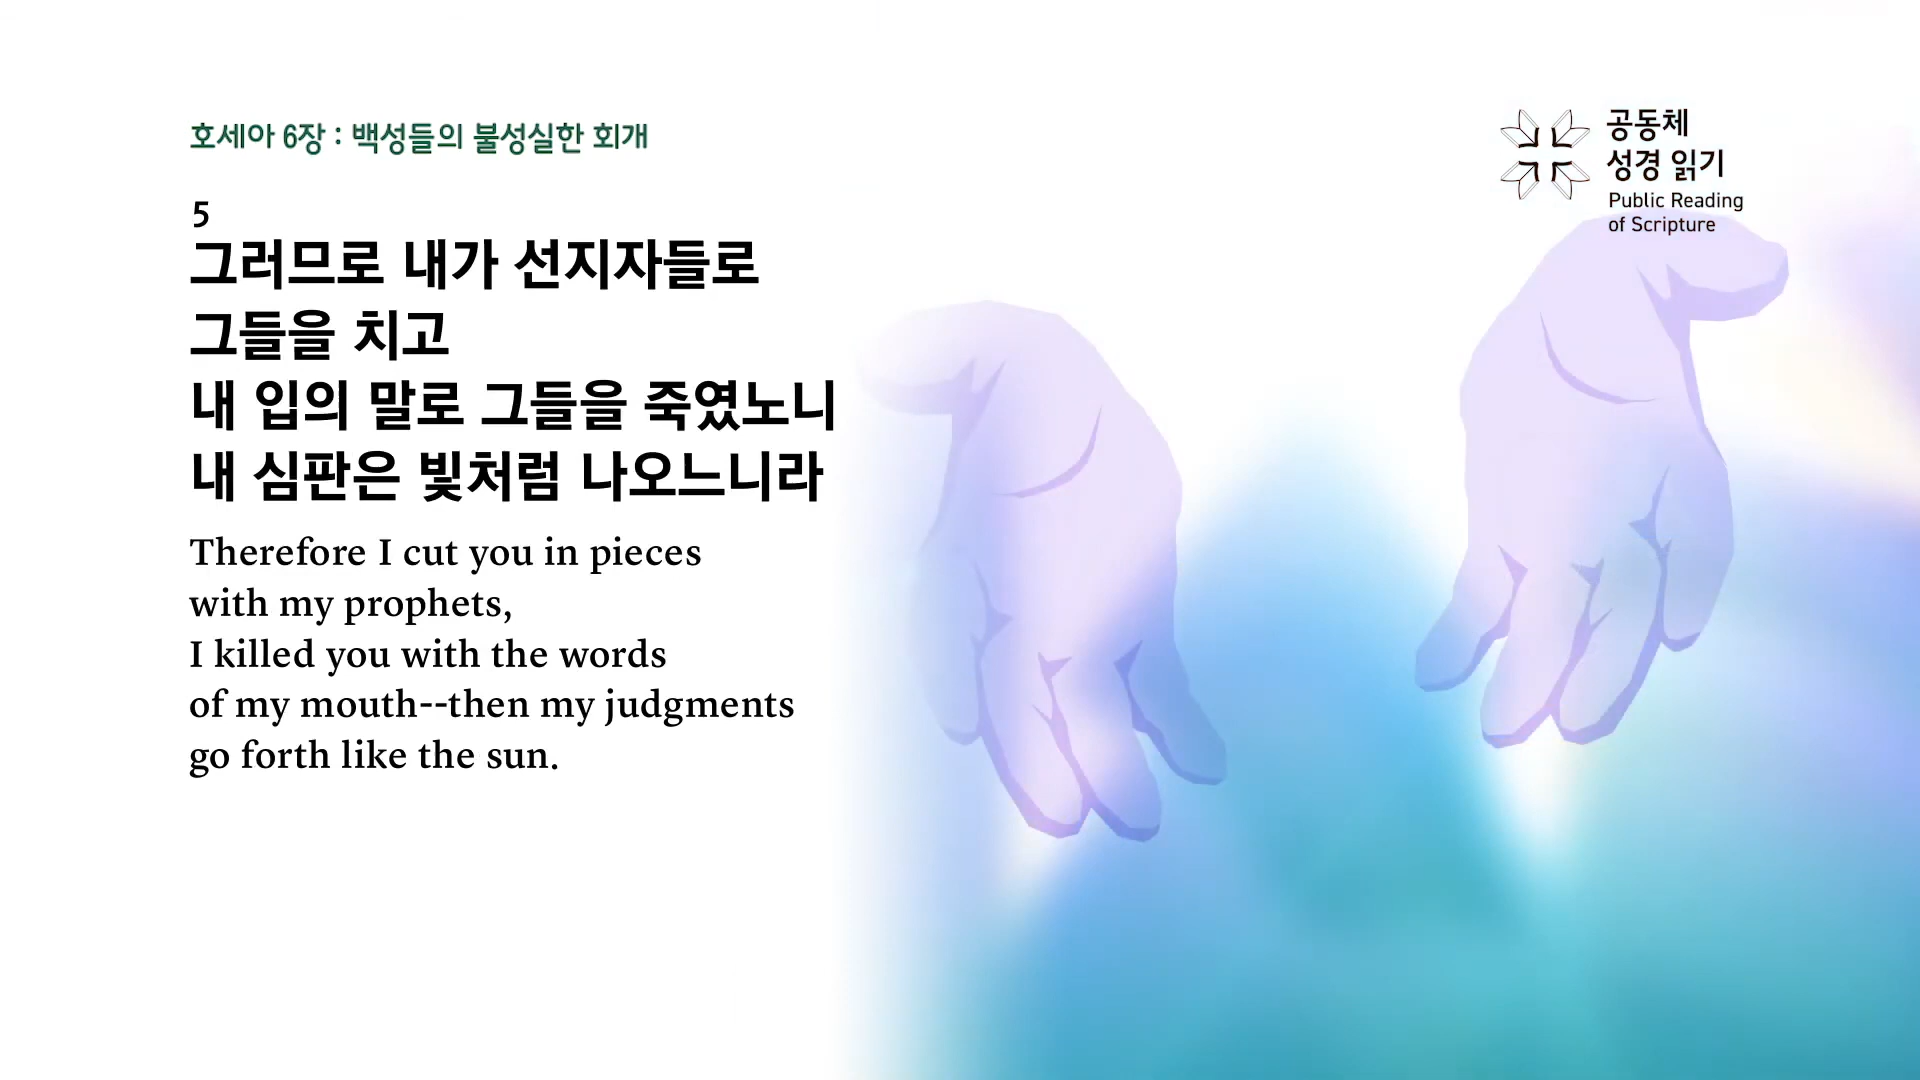 호세아 6장 : 백성들의 불성실한 회개
공동체
성경 읽기
Public Reading
of Scripture
5
그러므로 내가 선지자들로
그들을 치고
내 입의 말로 그들을 죽였노니
내 심판은 빛처럼 나오느니라
Therefore I cut you in pieces
with my prophets,
I killed you with the words
of my mouth--then my judgments
go forth like the sun.